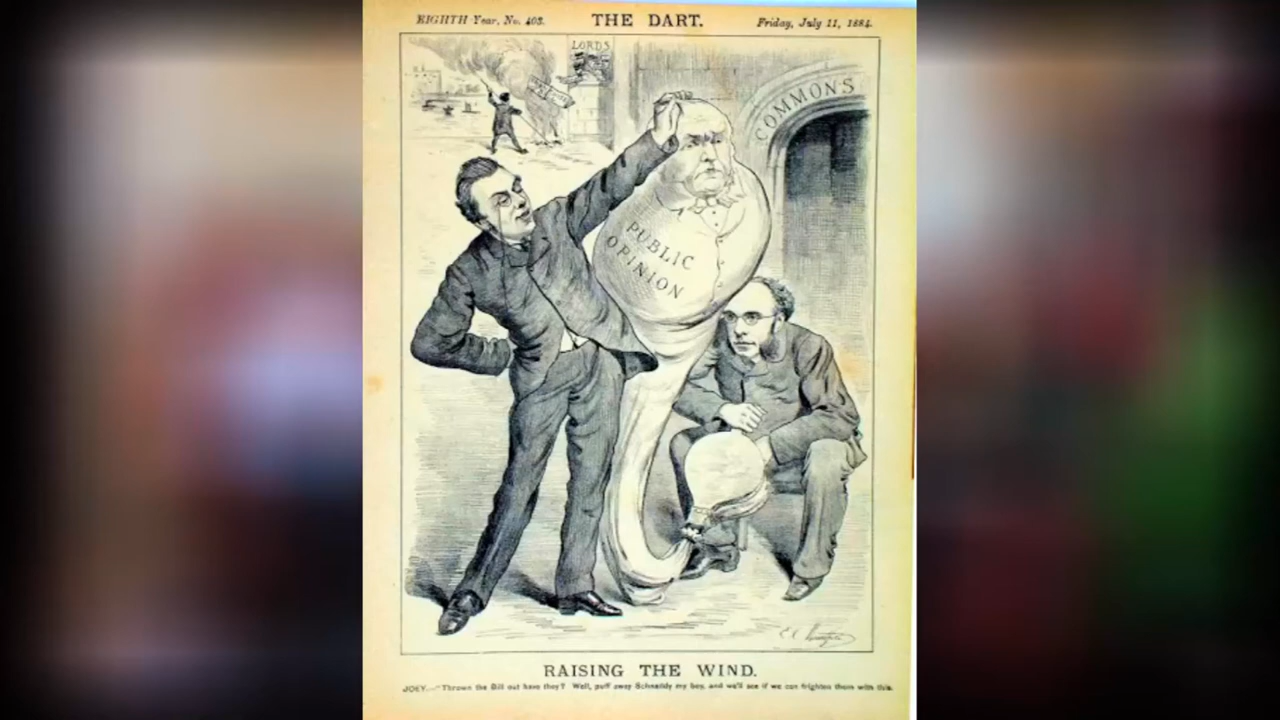 EIGHTH Year, No. 403. THE DART. Friday, July 11, 1884.
LORDS
COMMONS
PUBLIC
OPINION
RAISING THE WIND.
JOEY.—"Thrown the Bill out have they? Well, puff away Schnaddy my boy, and we'll see if we can frighten them with this.